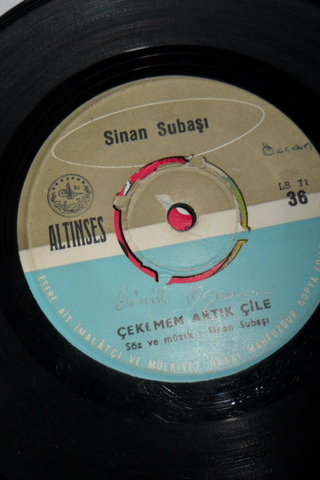 Sinan Subaşı
Özcan
LS 71
36
ALTINSES
ÇEKEMEM ARTIK ÇİLE
Söz ve müzik : Sinan Subaşı
ESERE AİT İMALATÇI VE MÜLKİYET HAKKI MAHFUZDUR KOPYA